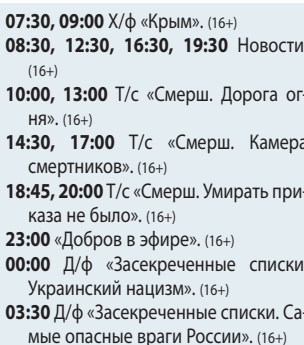 07:30, 09:00 Х/ф «Крым». (16+)
08:30, 12:30, 16:30, 19:30 Новости
(16+)
10:00, 13:00 Т/с «Смерш. Дорога ог-
ня». (16+)
14:30, 17:00 Т/с «Смерш. Камера
смертников». (16+)
18:45, 20:00 Т/с «Смерш. Умирать при-
каза не было». (16+)
23:00 «Добров в эфире». (16+)
00:00 Д/ф «Засекреченные списки
Украинский нацизм». (16+)
03:30 Д/ф «Засекреченные списки. Са-
мые опасные враги России». (16+)